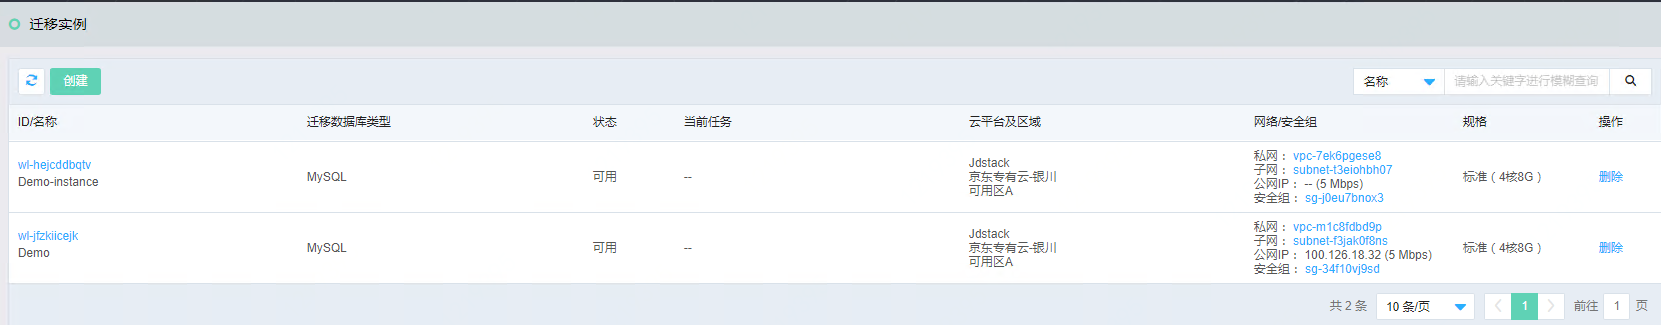 迁移实例
创建
名称
请输入关键字进行模糊查询
ID/名称 迁移数据库类型 状态 当前任务 云平台及区域 网络/安全组 规格 操作
wl-hejcddbqtv
Demo-instance
MySQL
可用
--
Jdstack
京东专有云-银川
可用区A
私网： vpc-7ek6pgese8
子网： subnet-t3eiohbh07
公网IP： -- (5 Mbps)
安全组： sg-j0eu7bnox3
标准（4核8G）
删除
wl-jfzkiicejk
Demo
MySQL
可用
--
Jdstack
京东专有云-银川
可用区A
私网： vpc-m1c8fdbd9p
子网： subnet-f3jak0f8ns
公网IP： 100.126.18.32 (5 Mbps)
安全组： sg-34f10vj9sd
标准（4核8G）
删除
共 2 条 10 条/页 1 前往 1 页